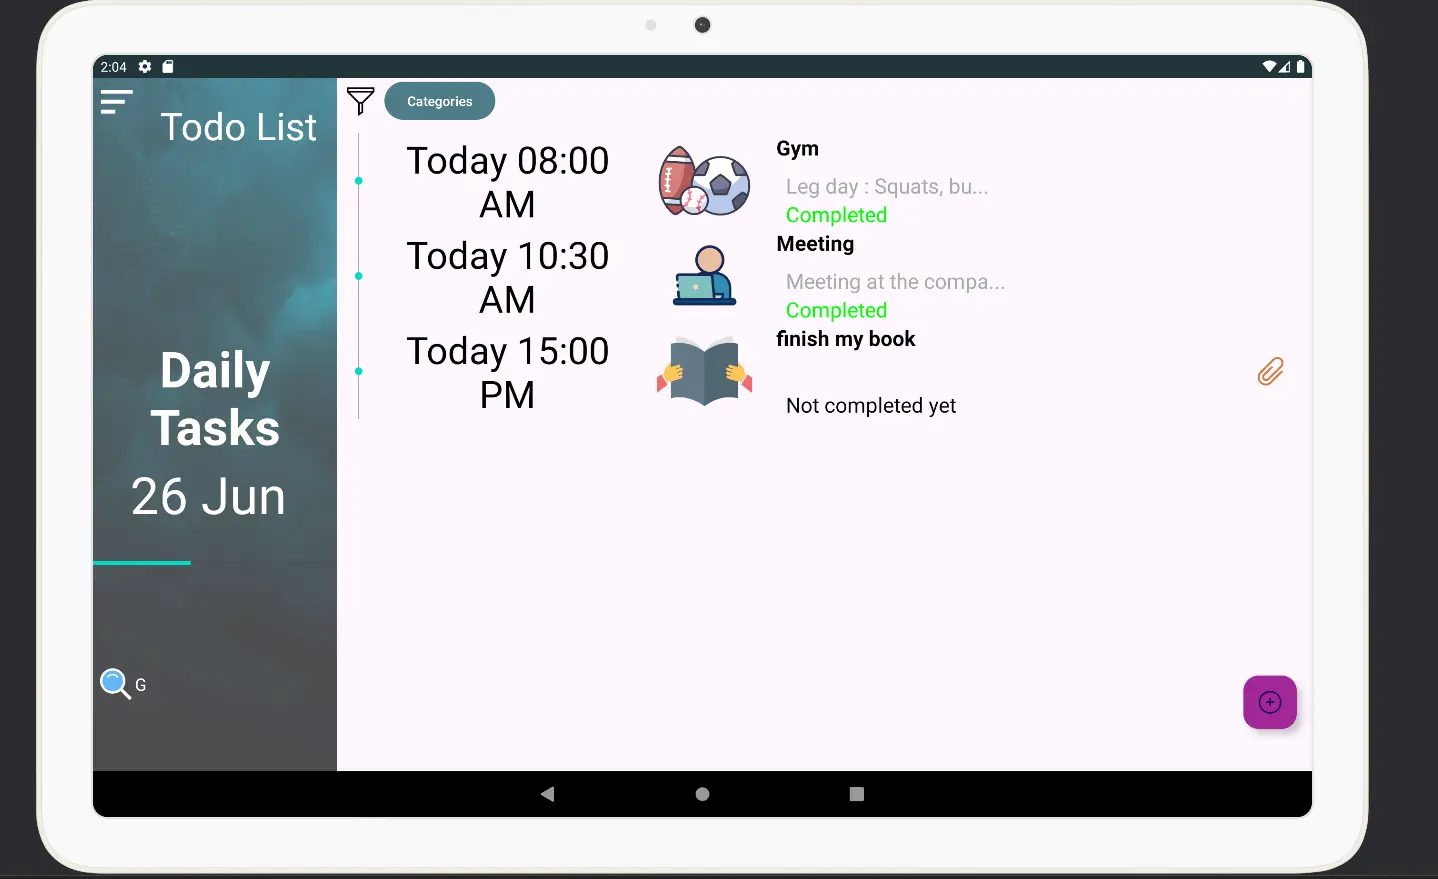 2:04
Todo List
Daily
Tasks
26 Jun
G
Categories
Today 08:00
AM
Gym
Leg day : Squats, bu...
Completed
Today 10:30
AM
Meeting
Meeting at the compa...
Completed
Today 15:00
PM
finish my book
Not completed yet